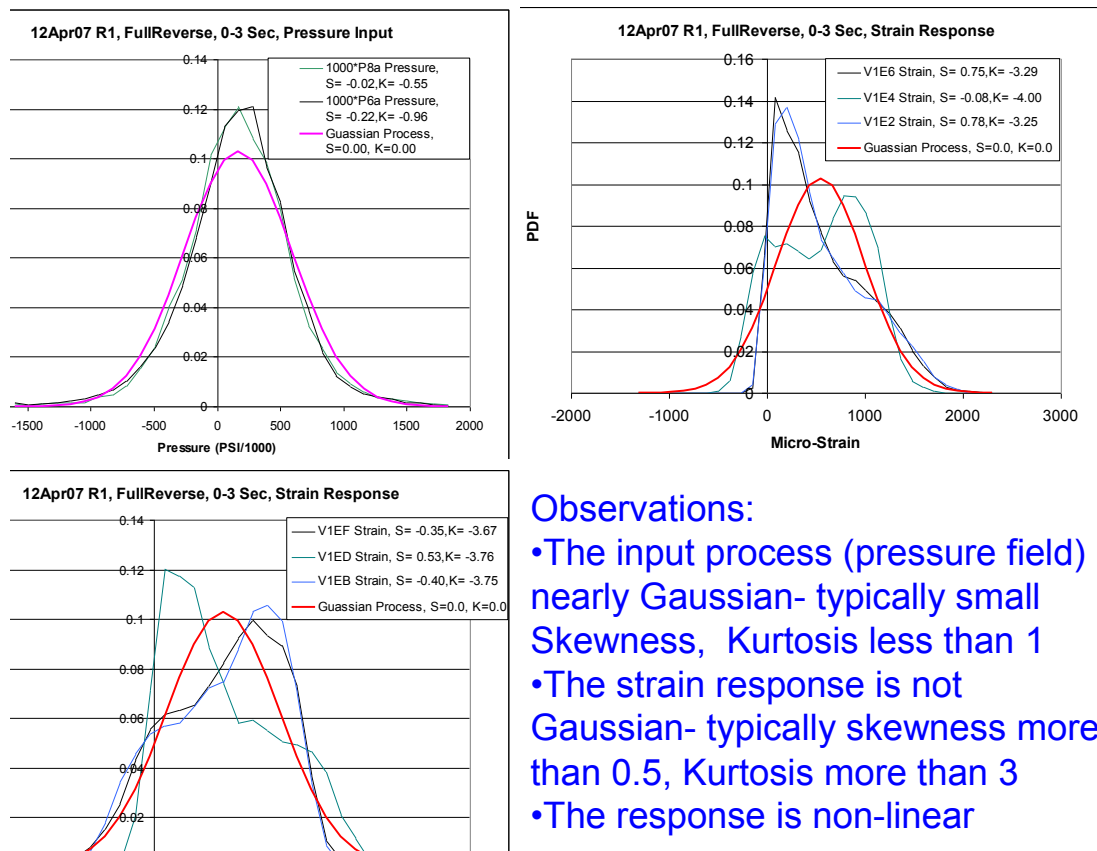 12Apr07 R1, FullReverse, 0-3 Sec, Pressure Input
0.14
0.12
0.1
0.08
0.06
0.04
0.02
0
1000*P8a Pressure,
S= -0.02,K= -0.55
1000*P6a Pressure,
S= -0.22,K= -0.96
Guassian Process,
S=0.00, K=0.00
-1500 -1000 -500 0 500 1000 1500 2000
Pressure (PSI/1000)
12Apr07 R1, FullReverse, 0-3 Sec, Strain Response
PDF
0.16
0.14
0.12
0.1
0.08
0.06
0.04
0.02
0
V1E6 Strain, S= 0.75,K= -3.29
V1E4 Strain, S= -0.08,K= -4.00
V1E2 Strain, S= 0.78,K= -3.25
Guassian Process, S=0.0, K=0.0
-2000 -1000 0 1000 2000 3000
Micro-Strain
12Apr07 R1, FullReverse, 0-3 Sec, Strain Response
0.14
0.12
0.1
0.08
0.06
0.04
0.02
V1EF Strain, S= -0.35,K= -3.67
V1ED Strain, S= 0.53,K= -3.76
V1EB Strain, S= -0.40,K= -3.75
Guassian Process, S=0.0, K=0.0
Observations:
•The input process (pressure field)
nearly Gaussian- typically small
Skewness, Kurtosis less than 1
•The strain response is not
Gaussian- typically skewness more
than 0.5, Kurtosis more than 3
•The response is non-linear